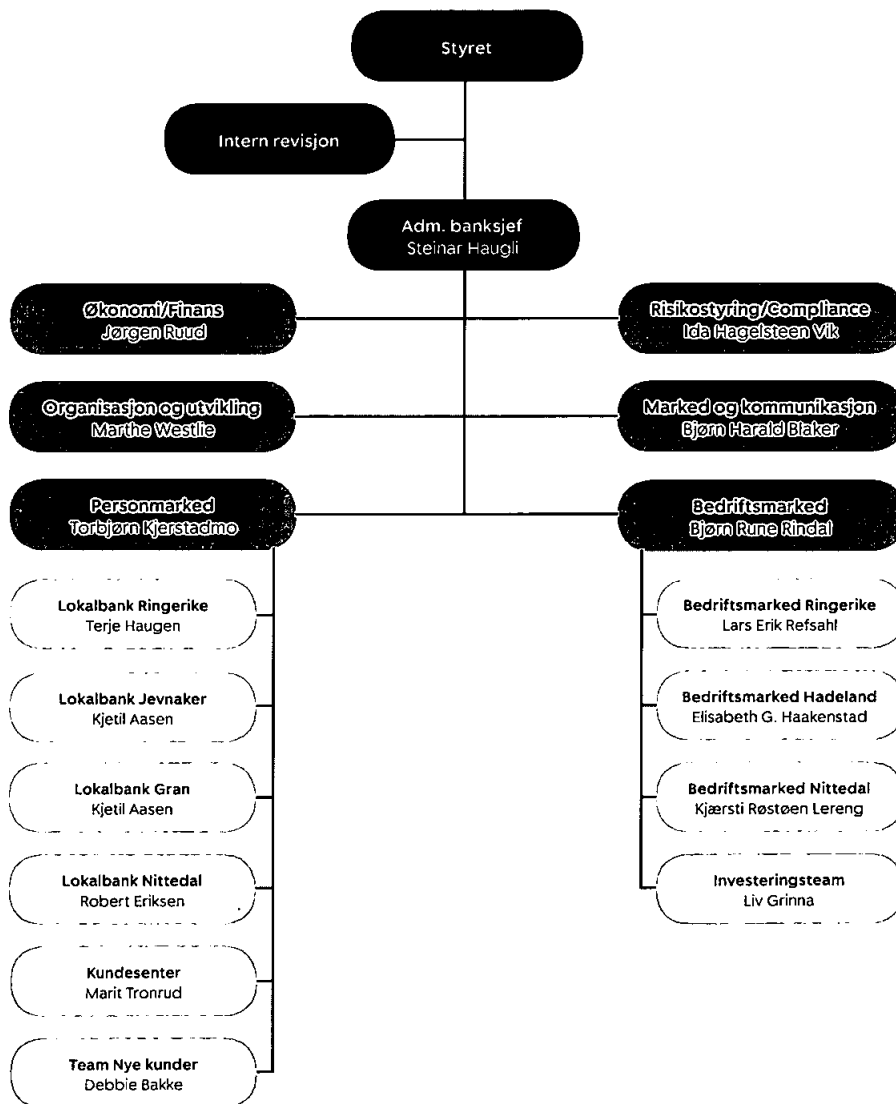 Styret
Intern revisjon
Adm. banksjef
Steinar Haugli
Økonomi/Finans
Jørgen Ruud
Risikostyring/Compliance
Ida Hagelsteen Vik
Organisasjon og utvikling
Marthe Westlie
Marked og kommunikasjon
Bjørn Harald Blaker
Personmarked
Torbjørn Kjerstadmo
Bedriftsmarked
Bjørn Rune Rindal
Lokalbank Ringerike
Terje Haugen
Lokalbank Jevnaker
Kjetil Aasen
Lokalbank Gran
Kjetil Aasen
Lokalbank Nittedal
Robert Eriksen
Kundesenter
Marit Tronrud
Team Nye kunder
Debbie Bakke
Bedriftsmarked Ringerike
Lars Erik Refsahl
Bedriftsmarked Hadeland
Elisabeth G. Haakenstad
Bedriftsmarked Nittedal
Kjærsti Røstøen Lereng
Investeringsteam
Liv Grinna